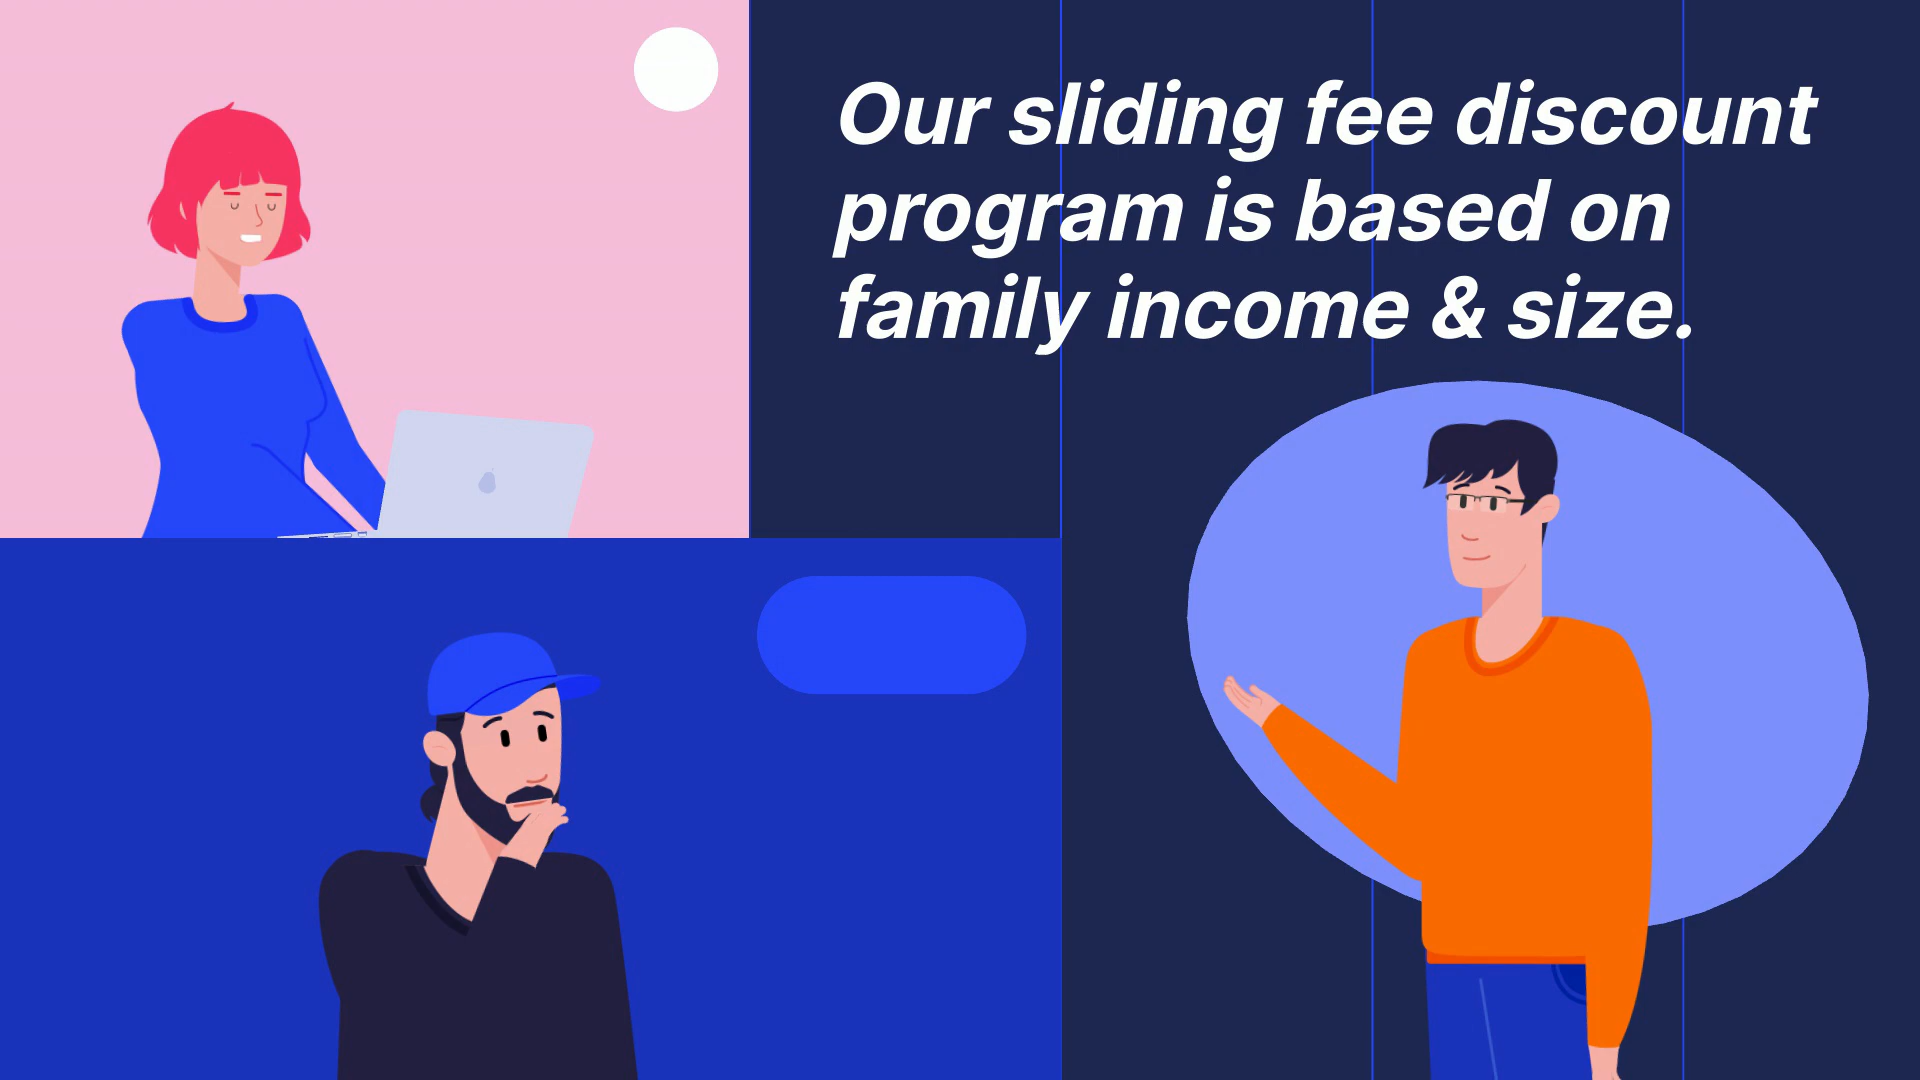 Our sliding fee discount
program is based on
family income & size.